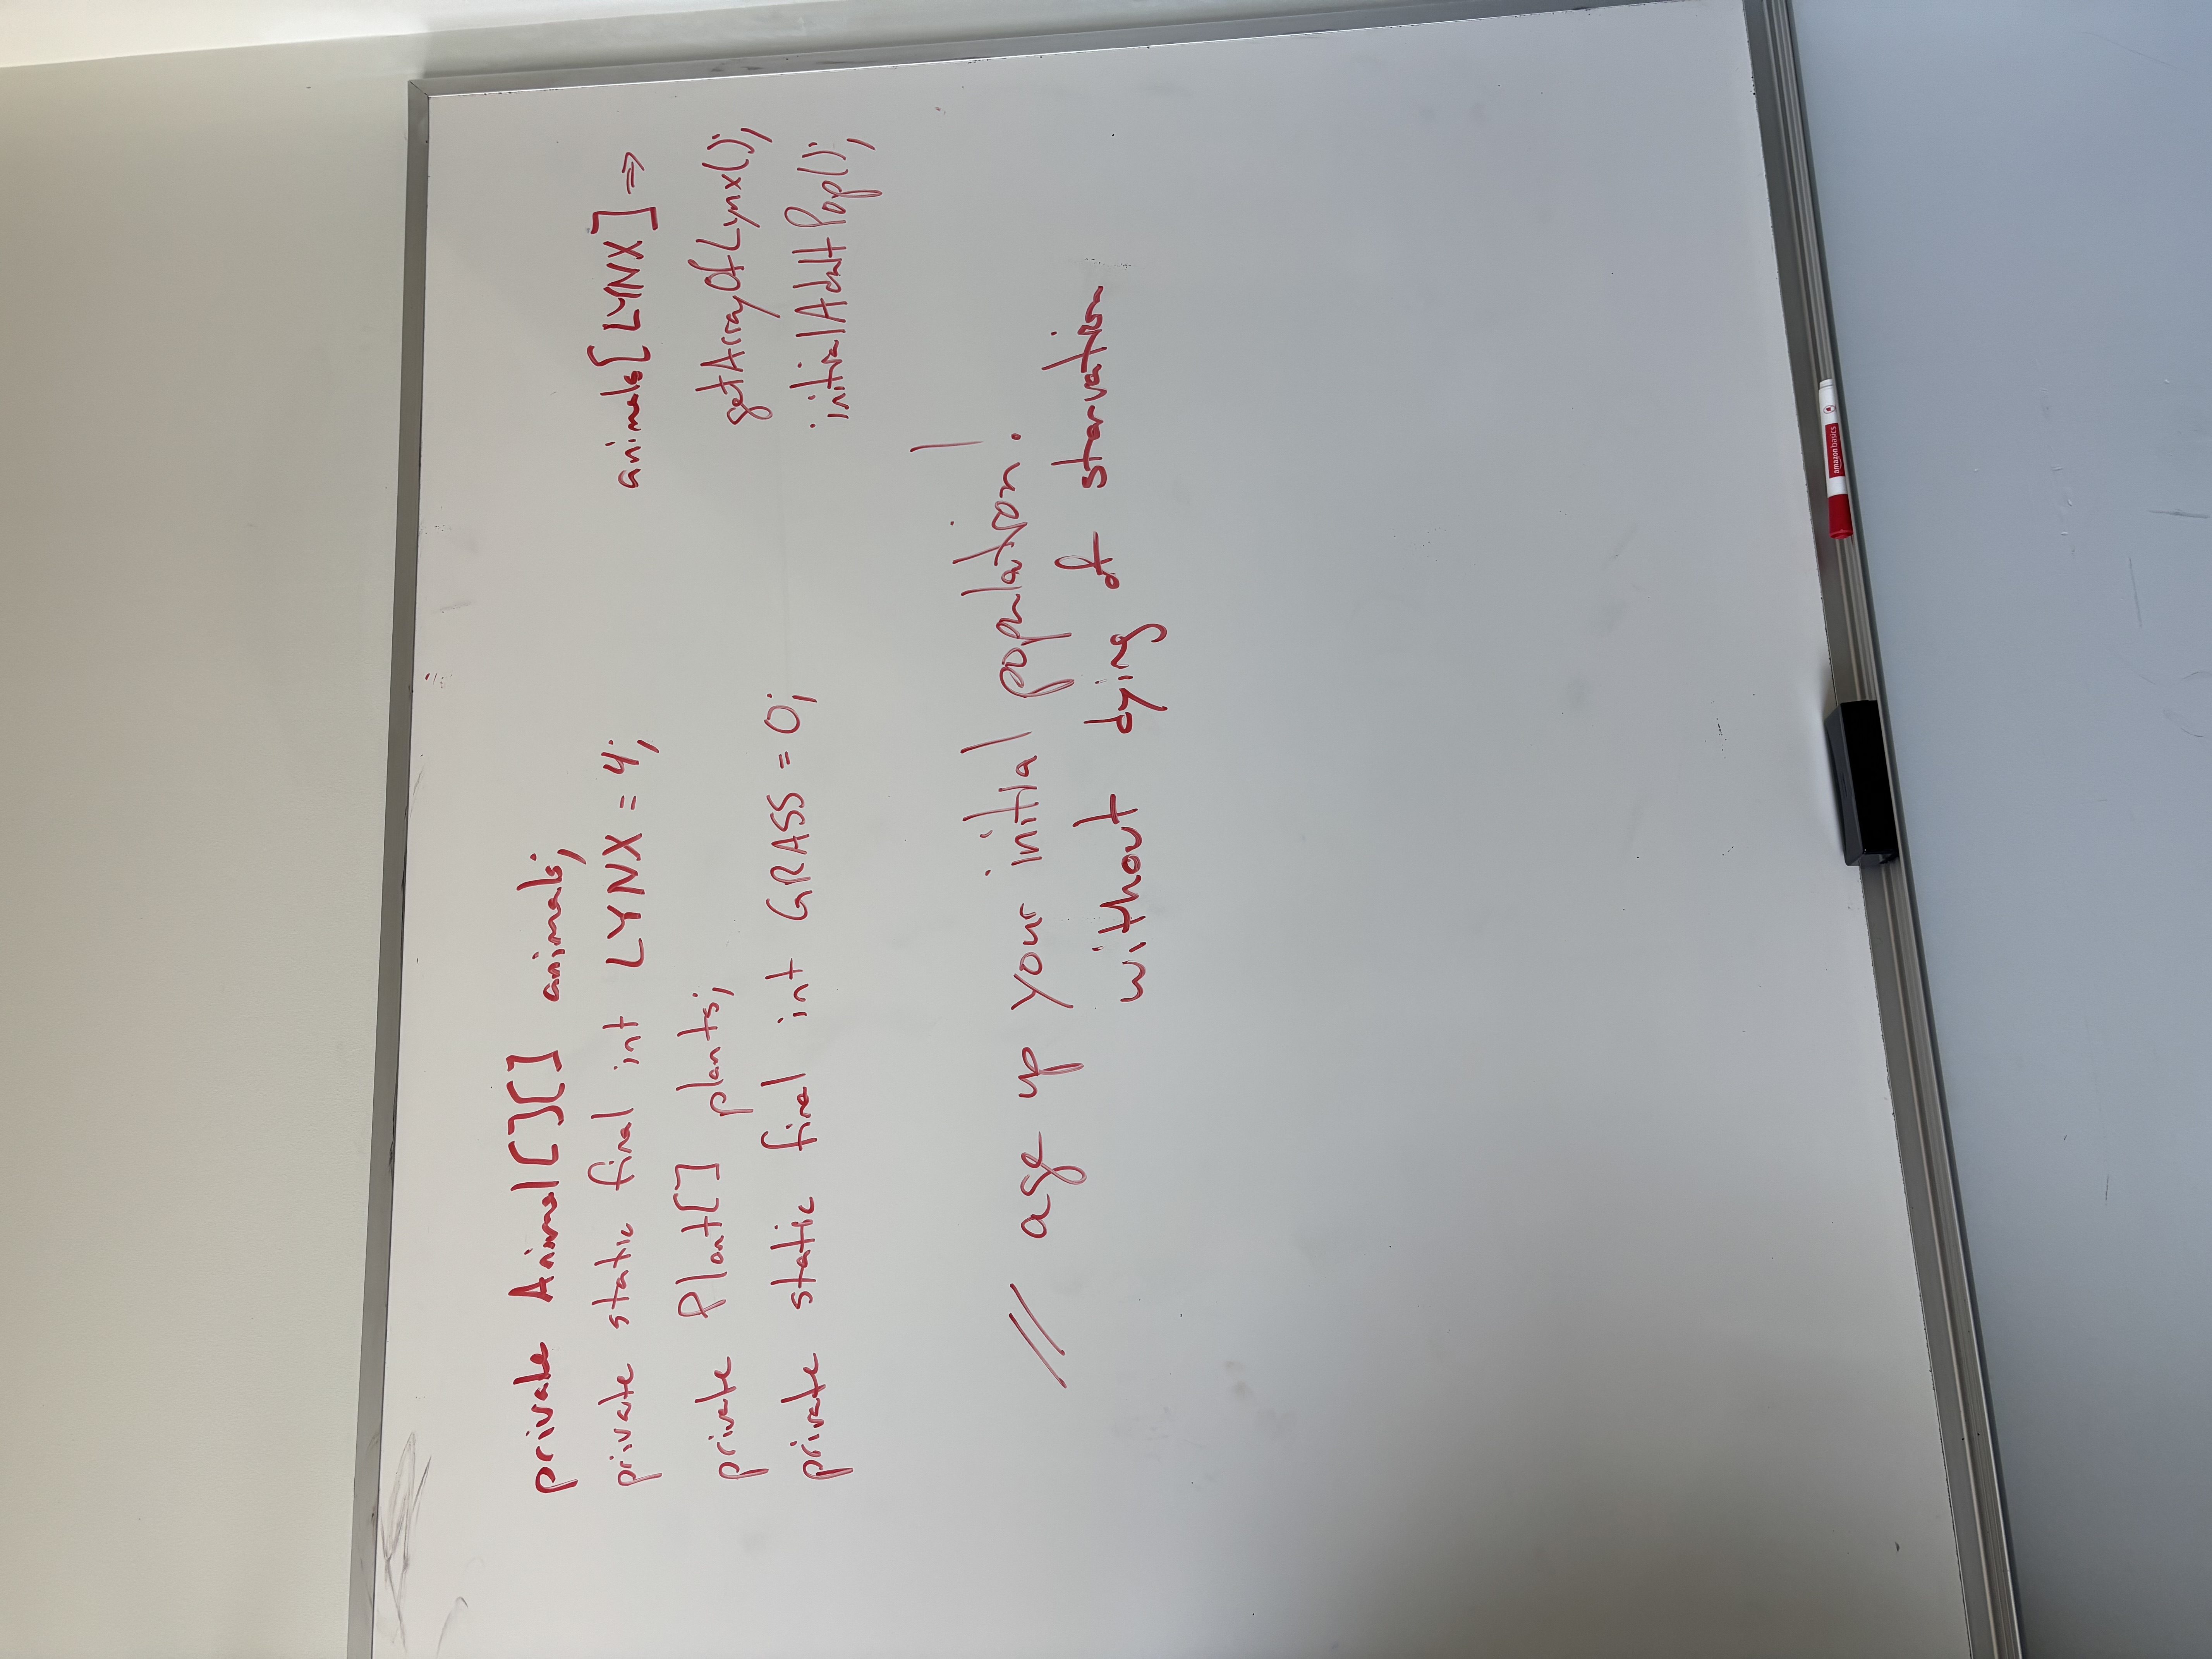 private Animal[][] animals;
private static final int LYNX = 4;
private Plant[] plants;
private static final int GRASS = 0;
animals[LYNX] ⇒
getArrayOfLynx();
initialAdultPop();
// age up your initial population!
without dying of starvation
amazon basics